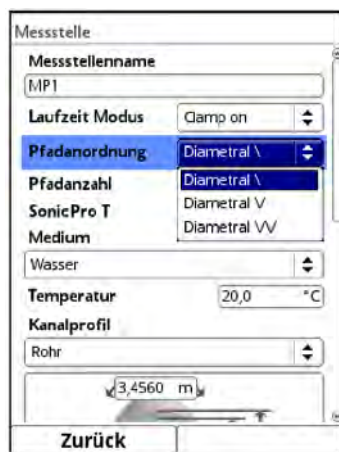 Messstelle
Messstellenname
MP1
Laufzeit Modus Clamp on
Pfadanordnung Diametral \
Pfadanzahl Diametral \
SonicPro T Diametral \/
Medium Diametral \/\/
Wasser
Temperatur 20,0 °C
Kanalprofil
Rohr
3,4560 m
Zurück